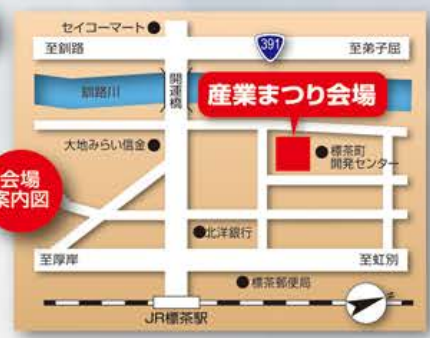 セイコーマート
至釧路
391
至弟子屈
釧路川
開運橋
産業まつり会場
大地みらい信金
標茶町
開発センター
会場
案内図
北洋銀行
至厚岸
至虹別
標茶郵便局
JR標茶駅